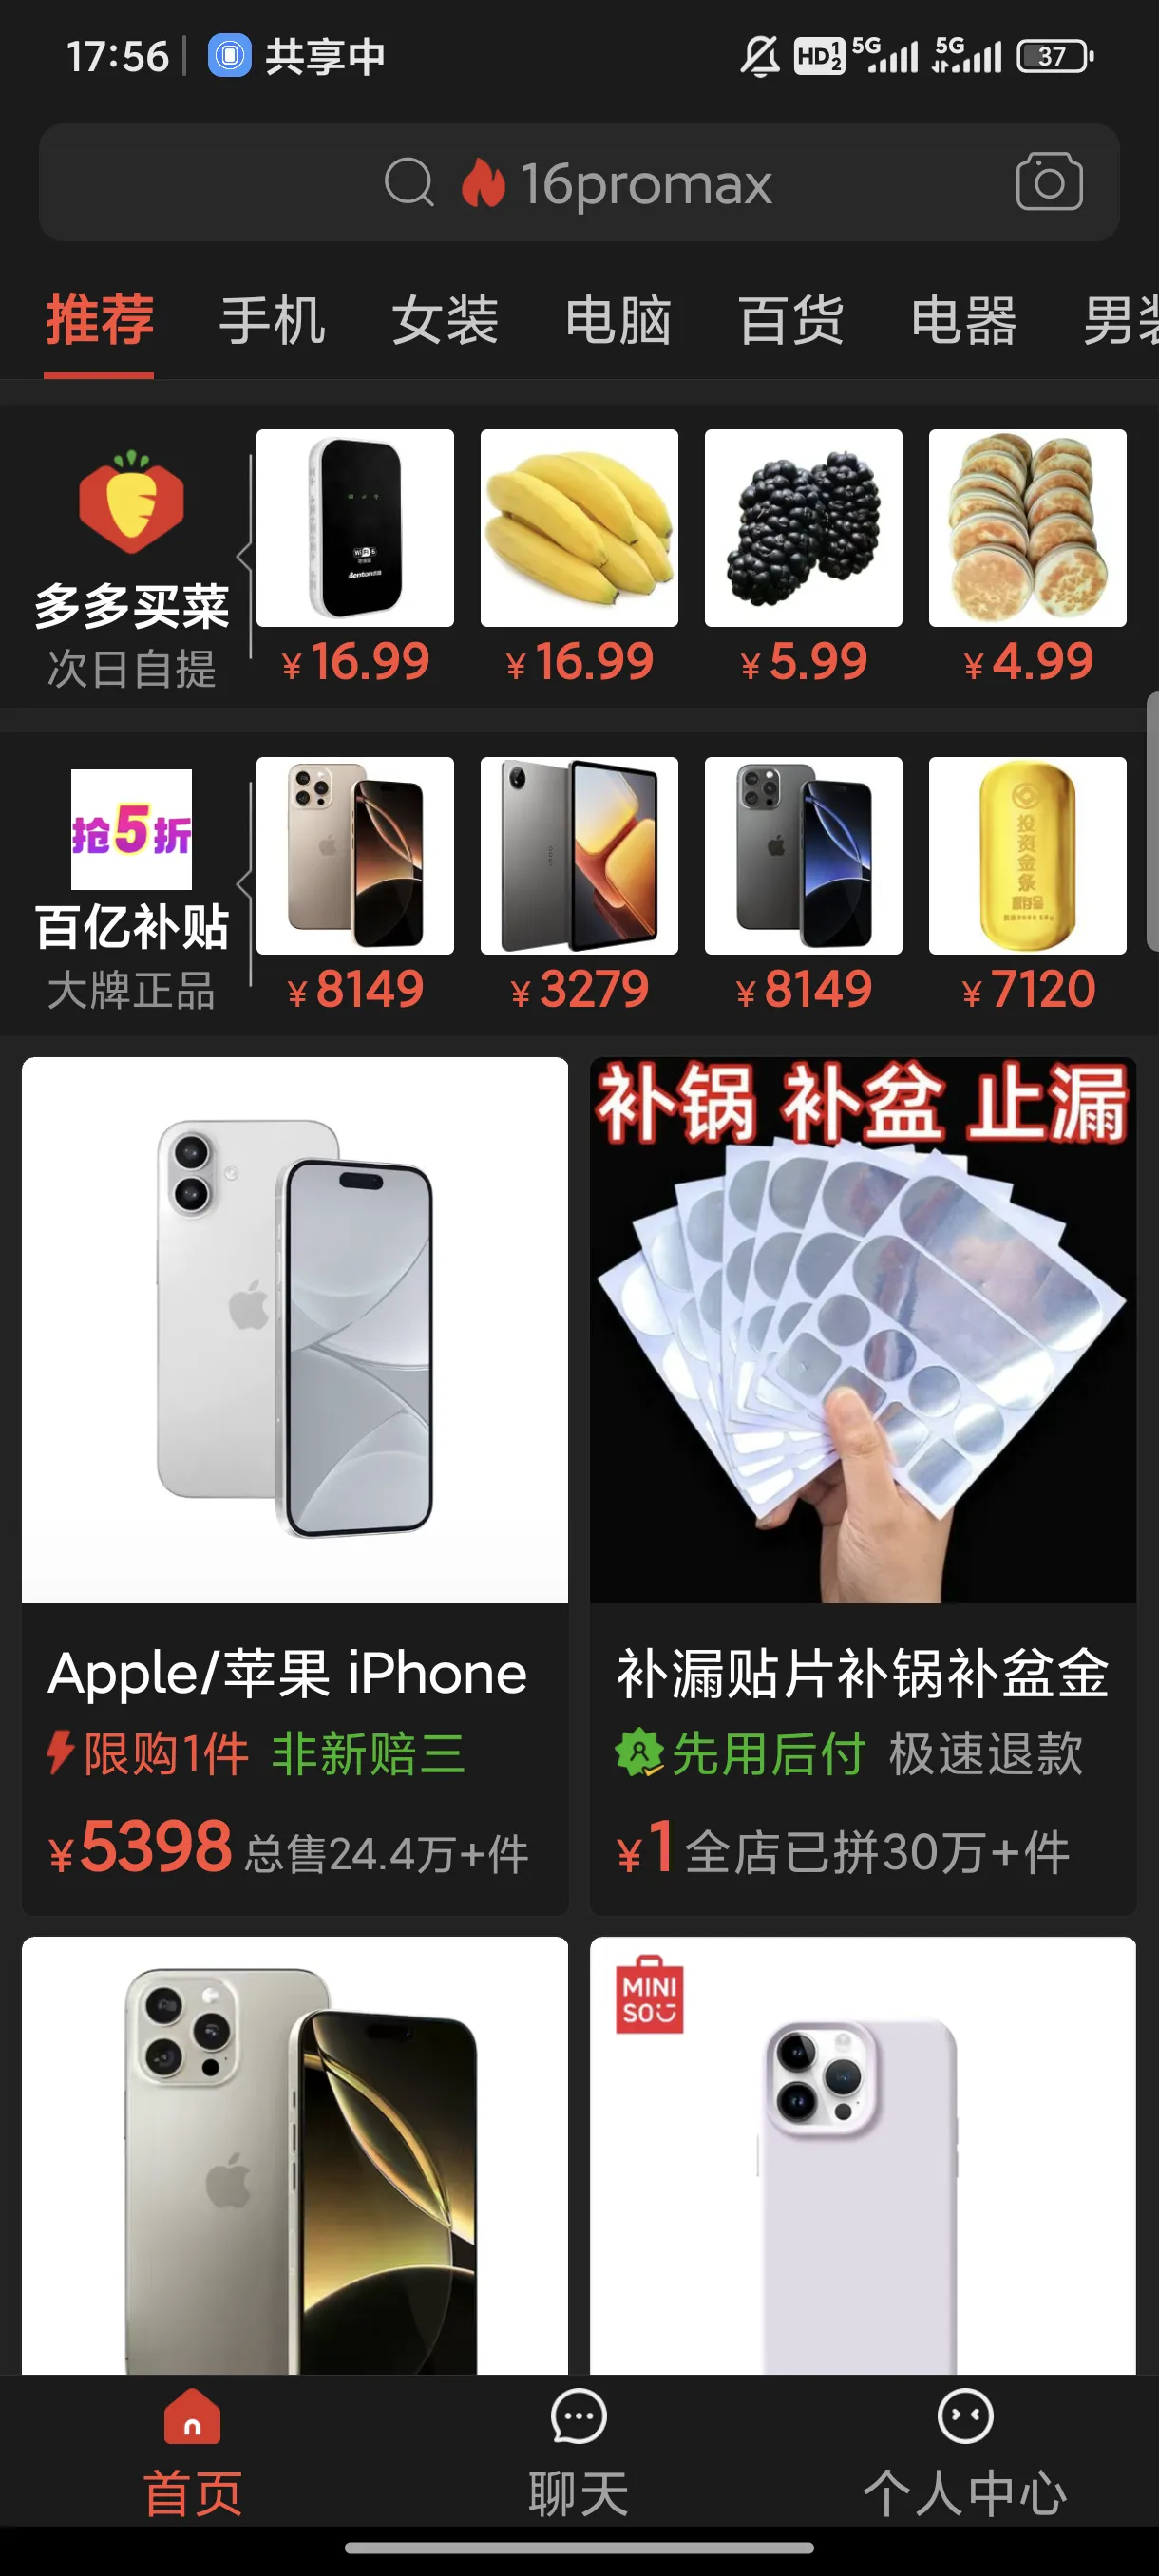 17:56 共享中 HD 1 2 5G 5G 37
16promax
推荐 手机 女装 电脑 百货 电器 男装
多多买菜
次日自提
WiFi 6
Benton
¥16.99 ¥16.99 ¥5.99 ¥4.99
抢5折
百亿补贴
大牌正品
投资金条
¥8149 ¥3279 ¥8149 ¥7120
补锅 补盆 止漏
Apple/苹果 iPhone
限购1件 非新赔三
¥5398 总售24.4万+件
补漏贴片补锅补盆金
先用后付 极速退款
¥1 全店已拼30万+件
MINI
SO
首页 聊天 个人中心